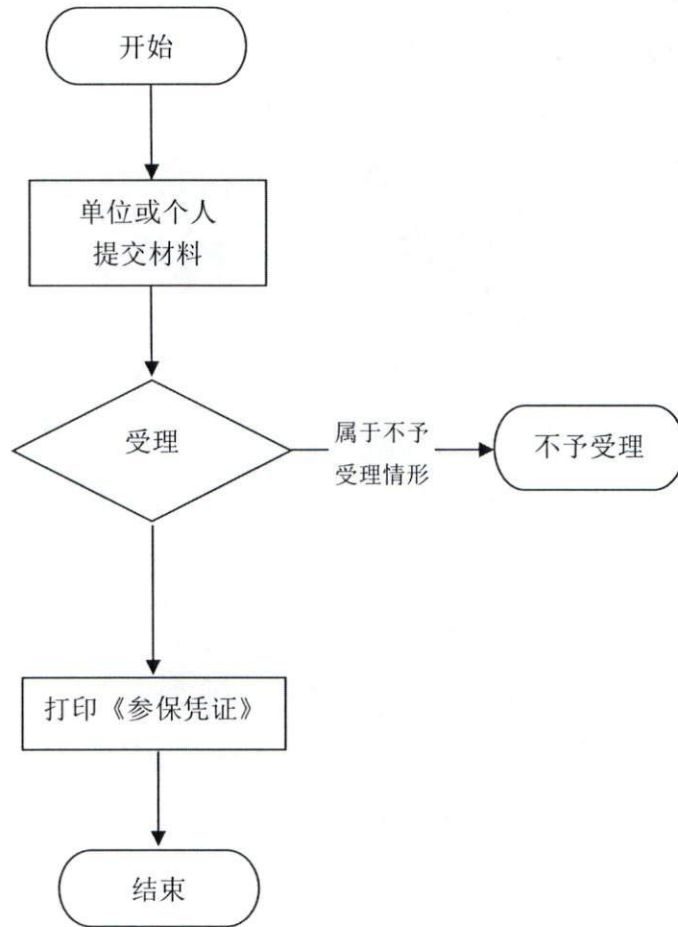 开始
单位或个人
提交材料
受理
属于不予
受理情形
不予受理
打印《参保凭证》
结束